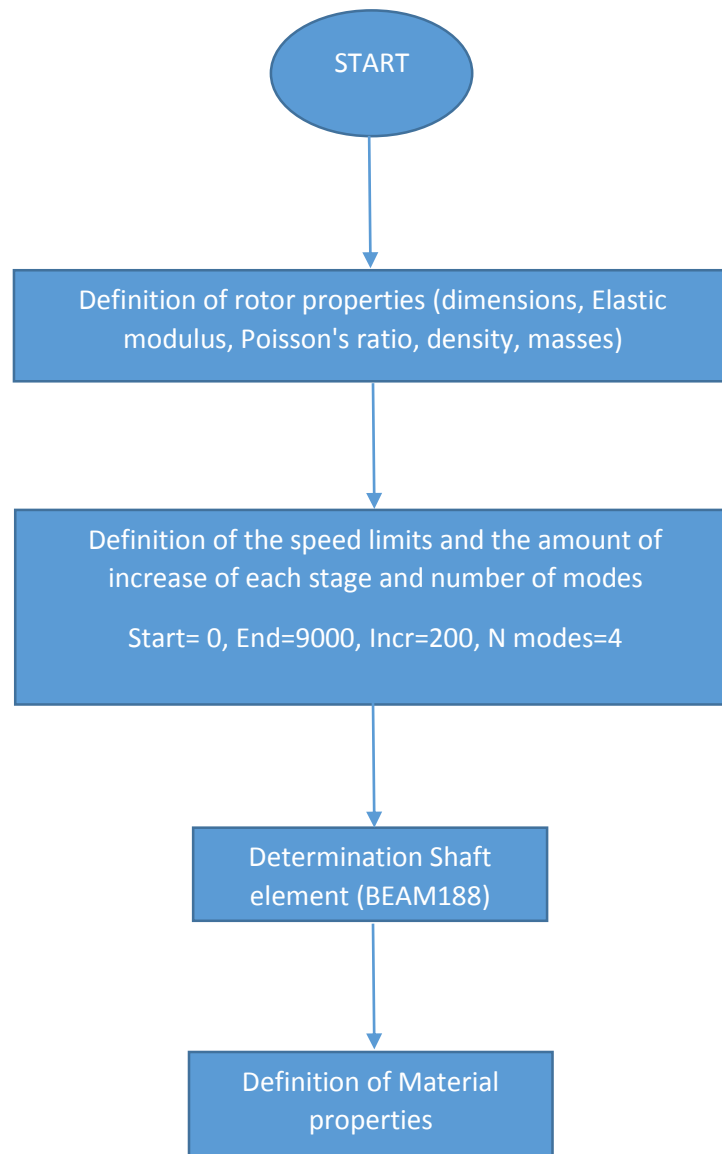 START
Definition of rotor properties (dimensions, Elastic
modulus, Poisson's ratio, density, masses)
Definition of the speed limits and the amount of
increase of each stage and number of modes
Start= 0, End=9000, Incr=200, N modes=4
Determination Shaft
element (BEAM188)
Definition of Material
properties